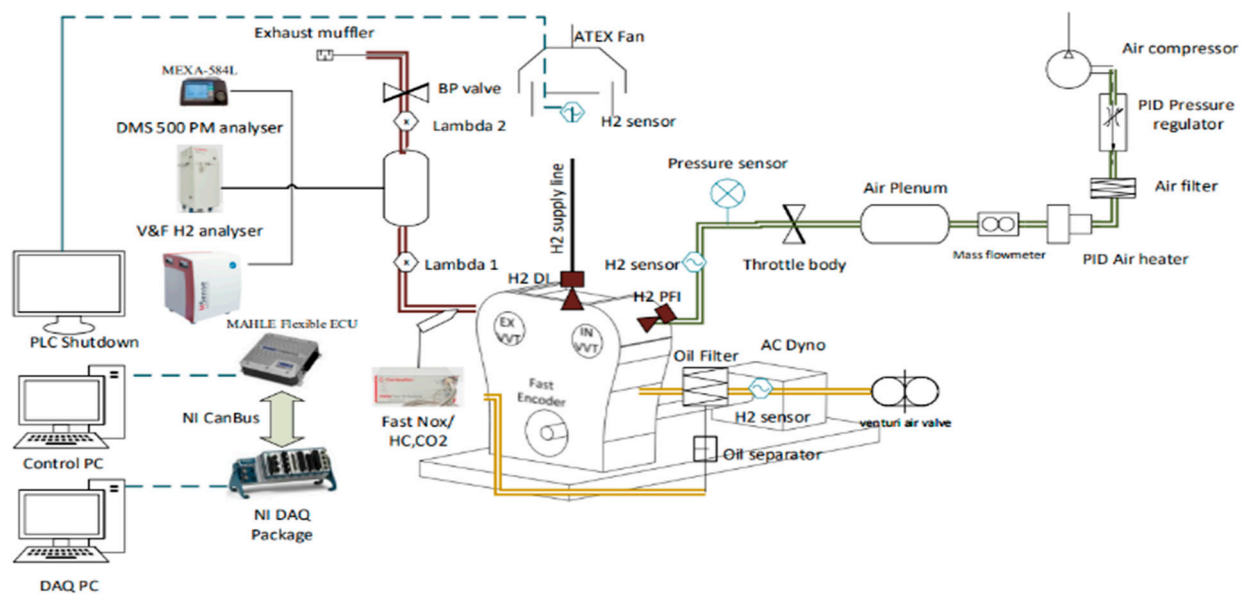 Exhaust muffler
ATEX Fan
Air compressor
MEXA-584L
BP valve
DMS 500 PM analyser
Lambda 2
H2 sensor
PID Pressure
regulator
Pressure sensor
Air Plenum
Air filter
V&F H2 analyser
H2 supply line
Lambda 1
H2 sensor
Throttle body
Mass flowmeter
PID Air heater
H2 DI
H2 PFI
PLC Shutdown
MAHLE Flexible ECU
EX
VVT
IN
VVT
Oil Filter
AC Dyno
Fast
Encoder
NI CanBus
Fast Nox/
HC,CO2
H2 sensor
venturi air valve
Control PC
Oil separator
NI DAQ
Package
DAQ PC